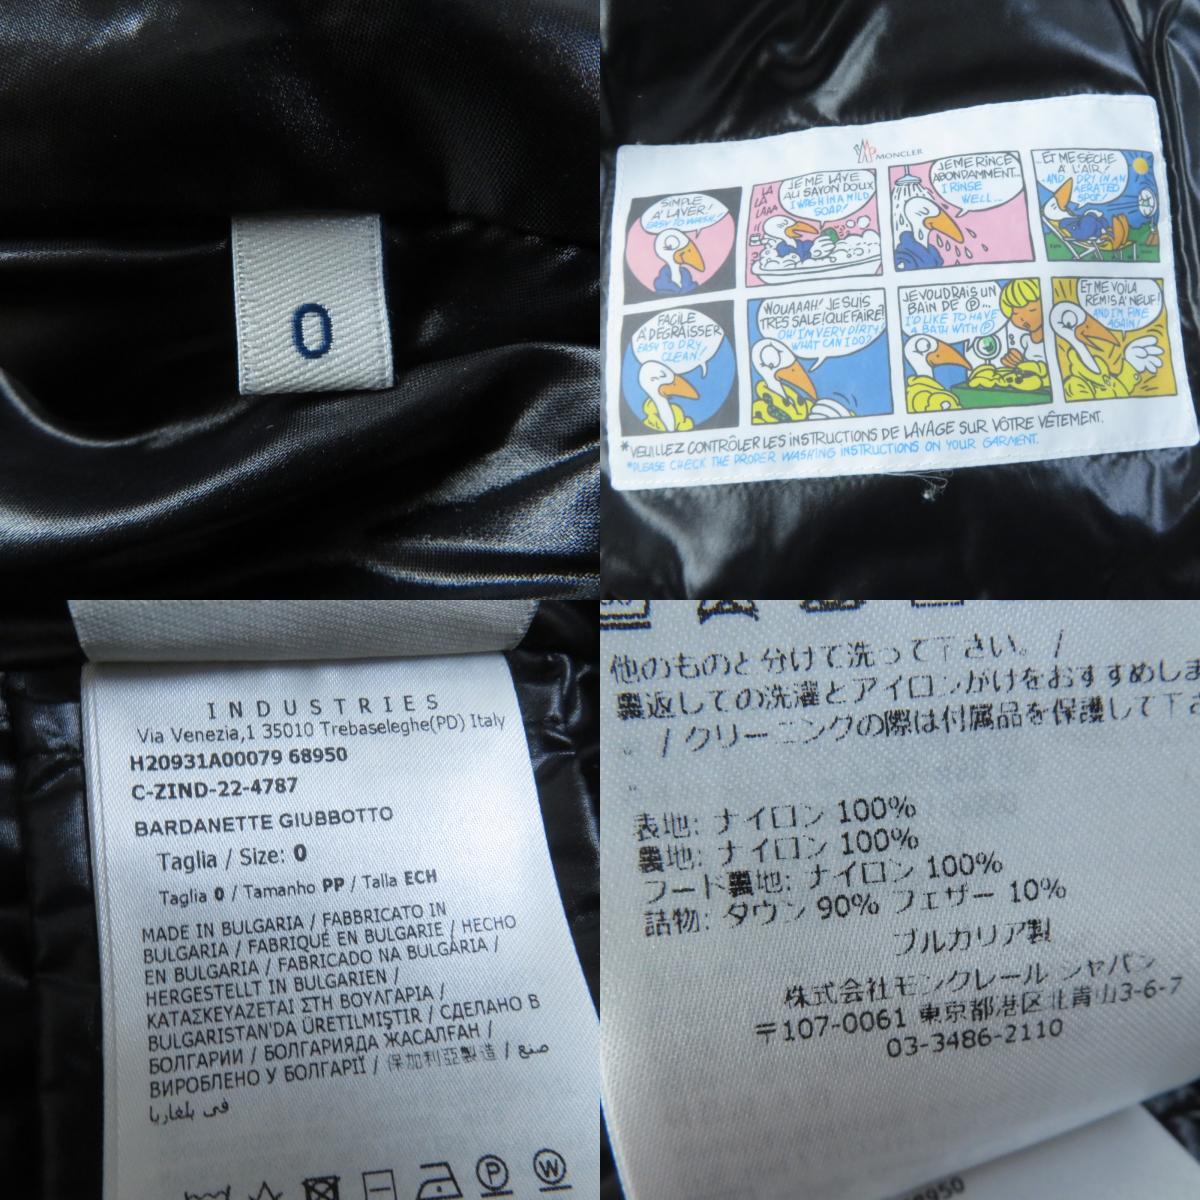 0
MONCLER
SIMPLE
A' LAVER!
EASY TO WASH!
LA
LA
LAAA
JE ME LAVE
AU SAVON DOUX
I WASH IN A MILD
SOAP!
JE ME RINCE
ABONDAMMENT...
I RINSE
WELL...
ET ME SECHE
A' L'AIR!
AND DRY IN AN
AERATED
SPOT!
FACILE
A' DEGRAISSER
EASY TO DRY
CLEAN!
WOUAAAH! JE SUIS
TRES SALE! QUE FAIRE?
OH! I'M VERY DIRTY!
WHAT CAN I DO?
JE VOUDRAIS UN
BAIN DE Ⓟ...
I'D LIKE TO HAVE
A BATH WITH Ⓟ
ET ME VOILA
REMIS A' NEUF!
AND I'M FINE
AGAIN!
*VEUILLEZ CONTRÔLER LES INSTRUCTIONS DE LAVAGE SUR VÔTRE VÊTEMENT.
*PLEASE CHECK THE PROPER WASHING INSTRUCTIONS ON YOUR GARMENT.
INDUSTRIES
Via Venezia,1 35010 Trebaseleghe(PD) Italy
H20931A00079 68950
C-ZIND-22-4787
BARDANETTE GIUBBOTTO
Taglia / Size: 0
Taglia 0 / Tamanho PP / Talla ECH
MADE IN BULGARIA / FABBRICATO IN
BULGARIA / FABRIQUÉ EN BULGARIE / HECHO
EN BULGARIA / FABRICADO NA BULGÁRIA /
HERGESTELLT IN BULGARIEN /
ΚΑΤΑΣΚΕΥΑΖΕΤΑΙ ΣΤΗ ΒΟΥΛΓΑΡΙΑ /
BULGARISTAN'DA ÜRETILMIŞTIR / СДЕЛАНО В
БОЛГАРИИ / БОЛГАРИЯДА ЖАСАЛҒАН /
ВИРОБЛЕНО У БОЛГАРІЇ / 保加利亞製造 / صنع
في بلغاريا
P W
他のものと分けて洗って下さい。 /
裏返しての洗濯とアイロンがけをおすすめしま
。 / クリーニングの際は付属品を保護して下さ
。
表地: ナイロン 100%
裏地: ナイロン 100%
フード裏地: ナイロン 100%
詰物: ダウン 90% フェザー 10%
ブルガリア製
株式会社モンクレール ジャパン
〒107-0061 東京都港区北青山3-6-7
03-3486-2110
68950